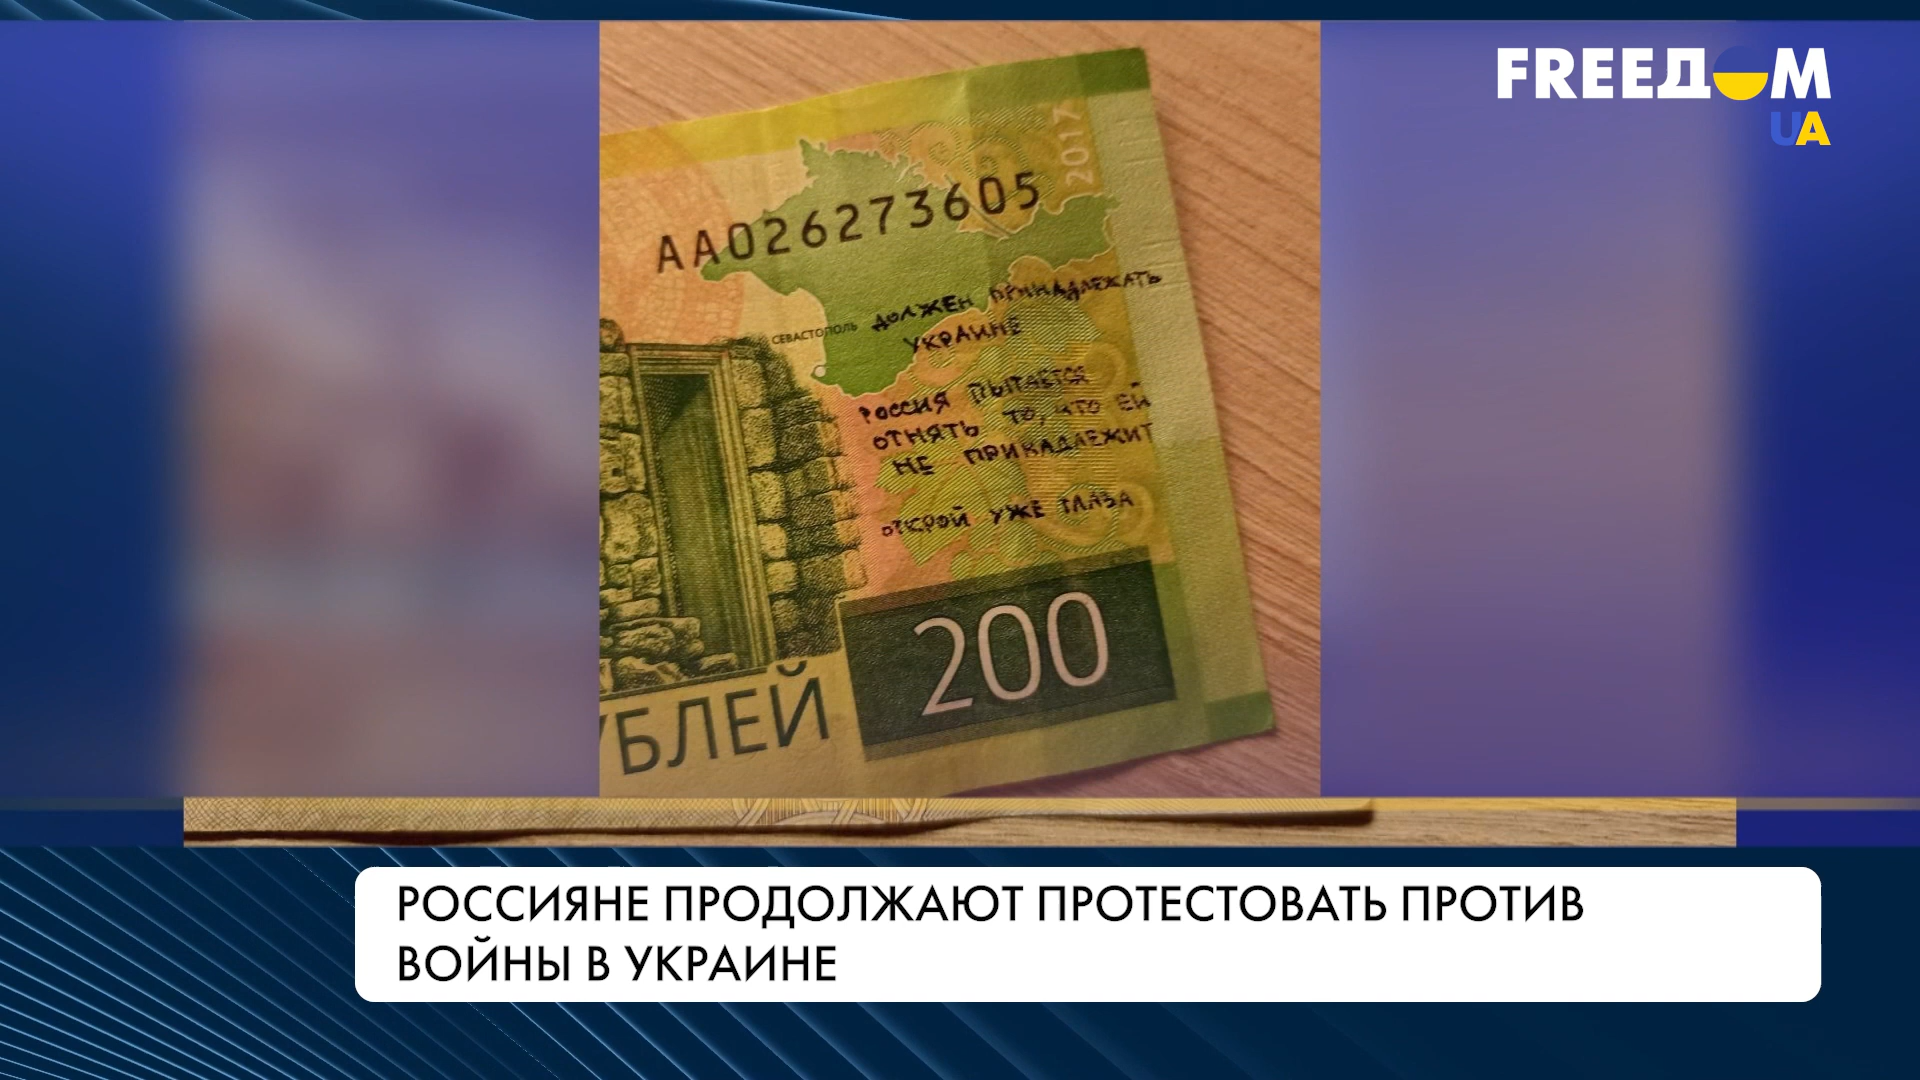 FREEДOM
UA
2017
АА026273605
СЕВАСТОПОЛЬ ДОЛЖЕН ПРИНАДЛЕЖАТЬ
УКРАИНЕ
РОССИЯ ПЫТАЕТСЯ
ОТНЯТЬ ТО, ЧТО ЕЙ
НЕ ПРИНАДЛЕЖИТ
ОТКРОЙ УЖЕ ГЛАЗА
200
УБЛЕЙ
РОССИЯНЕ ПРОДОЛЖАЮТ ПРОТЕСТОВАТЬ ПРОТИВ
ВОЙНЫ В УКРАИНЕ